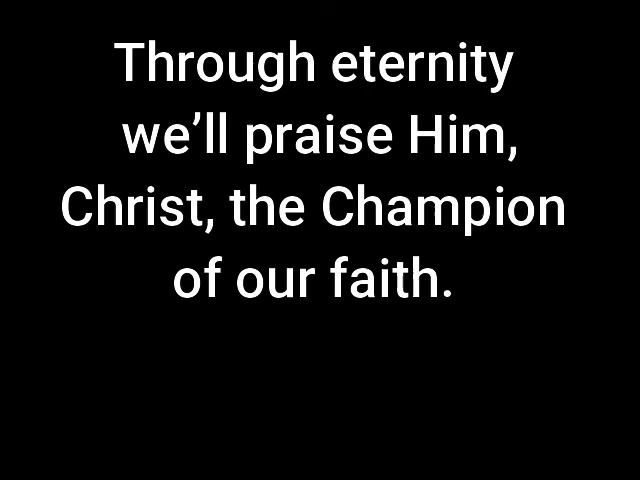 Through eternity
we’ll praise Him,
Christ, the Champion
of our faith.